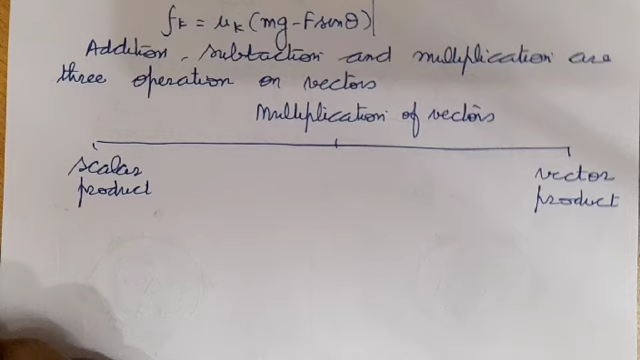 fk = μk (mg - Fsinθ)
Addition, subtaction and multiplication are
three operation on vectors
Multiplication of vectors
scalar vector
product product